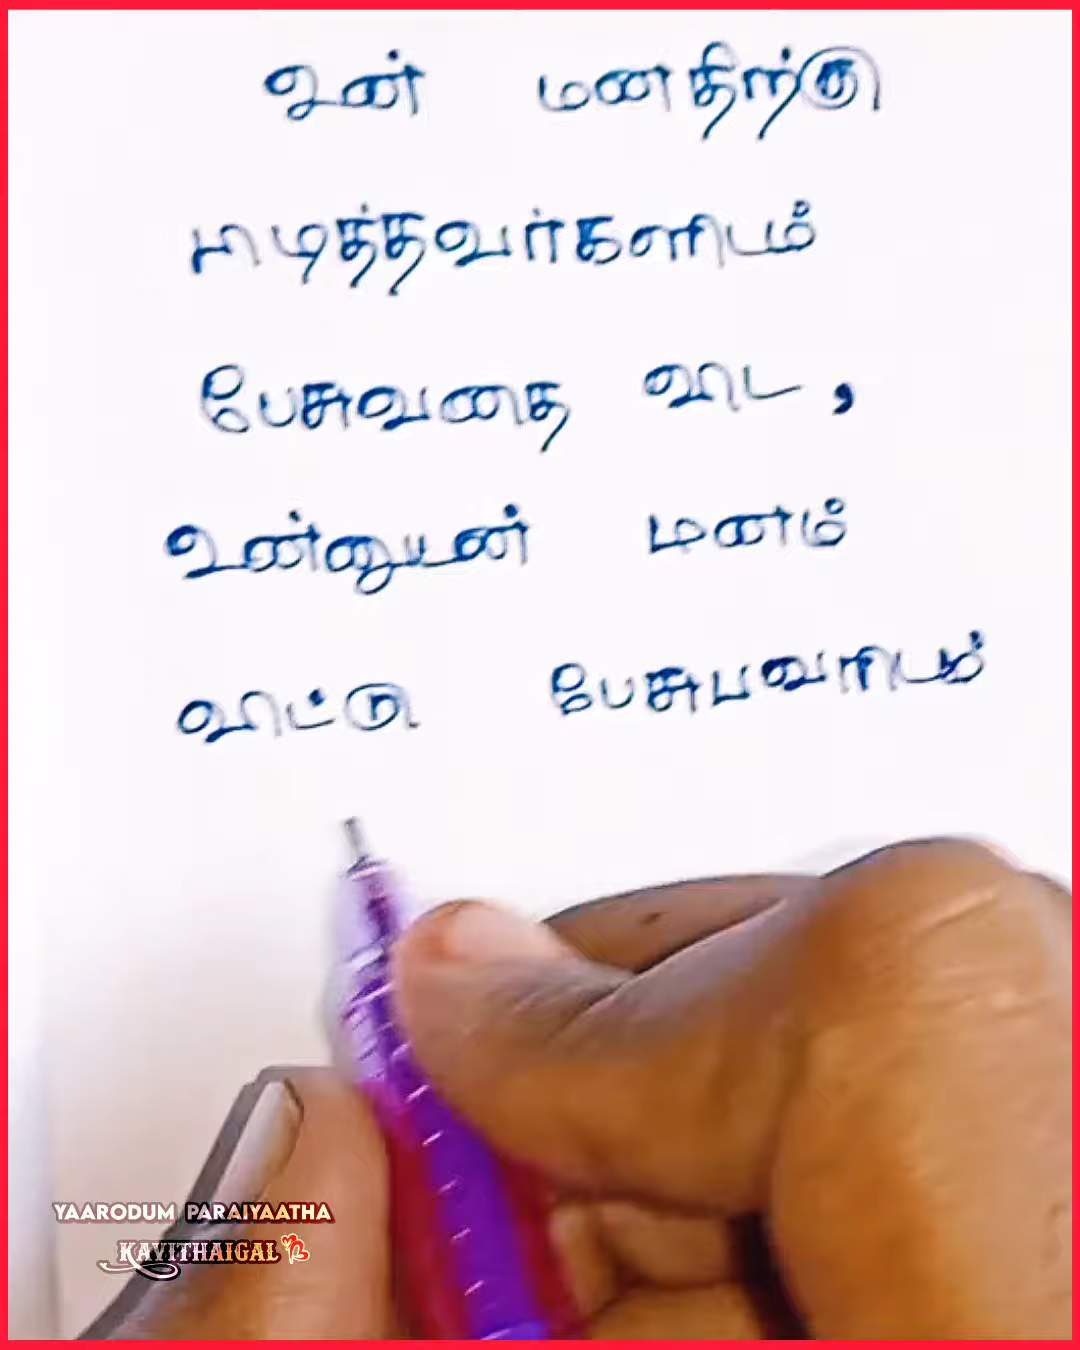 உன் மனதிற்கு
பிடித்தவர்களிடம்
பேசுவதை விட,
உன்னுடன் மனம்
விட்டு பேசுபவரிடம்
YAARODUM PARAIYAATHA
KAVITHAIGAL